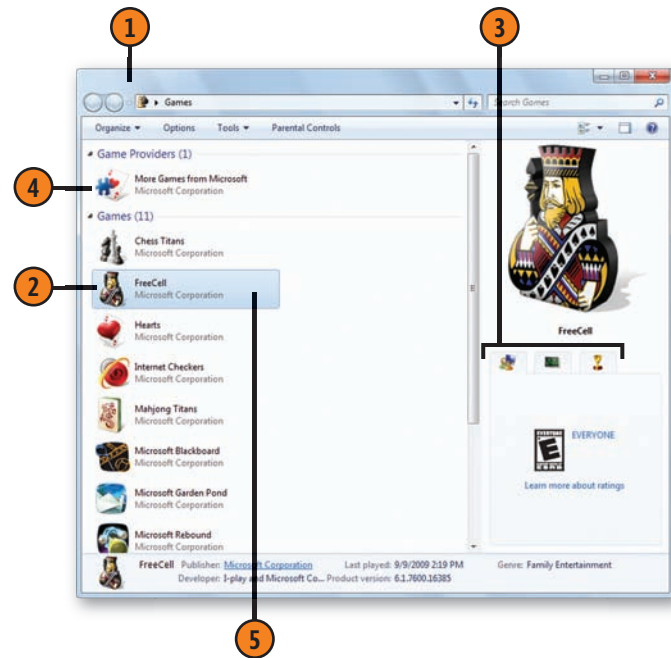 1
3
Games
Search Games
Organize Options Tools Parental Controls
Game Providers (1)
4
More Games from Microsoft
Microsoft Corporation
Games (11)
Chess Titans
Microsoft Corporation
2
FreeCell
Microsoft Corporation
Hearts
Microsoft Corporation
Internet Checkers
Microsoft Corporation
Mahjong Titans
Microsoft Corporation
Microsoft Blackboard
Microsoft Corporation
Microsoft Garden Pond
Microsoft Corporation
Microsoft Rebound
Microsoft Corporation
FreeCell
EVERYONE
E
EVERYONE
Learn more about ratings
FreeCell Publisher: Microsoft Corporation Last played: 9/9/2009 2:19 PM Genre: Family Entertainment
Developer: I-play and Microsoft Co... Product version: 6.1.7600.16385
5